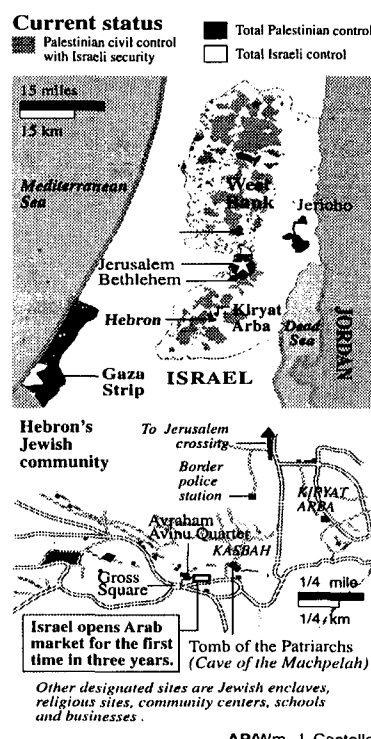 Current status
Palestinian civil control
with Israeli security
Total Palestinian control
Total Israeli control
15 miles
15 km
Mediterranean
Sea
West
Bank
Jericho
Jerusalem
Bethlehem
Hebron
Kiryat
Arba
Dead
Sea
JORDAN
Gaza
Strip
ISRAEL
Hebron's
Jewish
community
To Jerusalem
crossing
Border
police
station
KIRYAT
ARBA
Avraham
Avinu Quarter
KASBAH
Gross
Square
1/4 mile
1/4 km
Israel opens Arab
market for the first
time in three years.
Tomb of the Patriarchs
(Cave of the Machpelah)
Other designated sites are Jewish enclaves,
religious sites, community centers, schools
and businesses .
AP/Wm. J. Castello